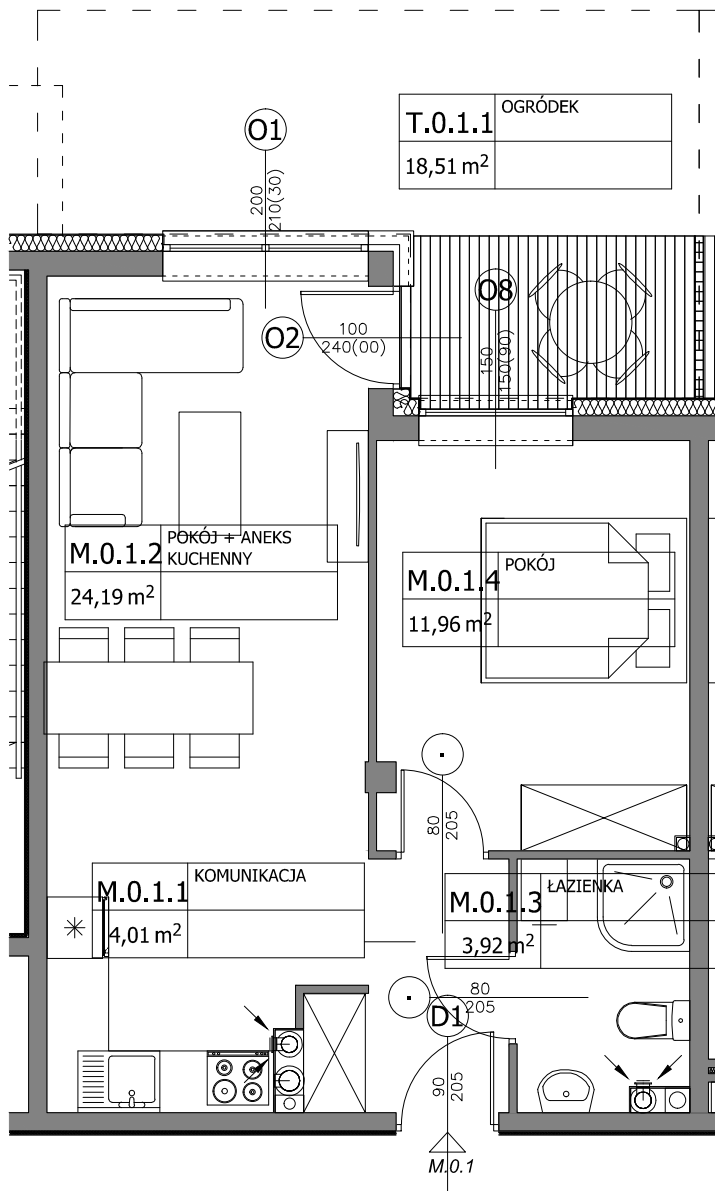 T.0.1.1
OGRÓDEK
18,51 m²
O1
200
210(30)
O8
150
150(90)
O2
100
240(00)
M.0.1.2
POKÓJ + ANEKS
KUCHENNY
24,19 m²
M.0.1.4
POKÓJ
11,96 m²
80
205
M.0.1.1
KOMUNIKACJA
4,01 m²
M.0.1.3
ŁAZIENKA
3,92 m²
80
205
D1
90
205
M.0.1